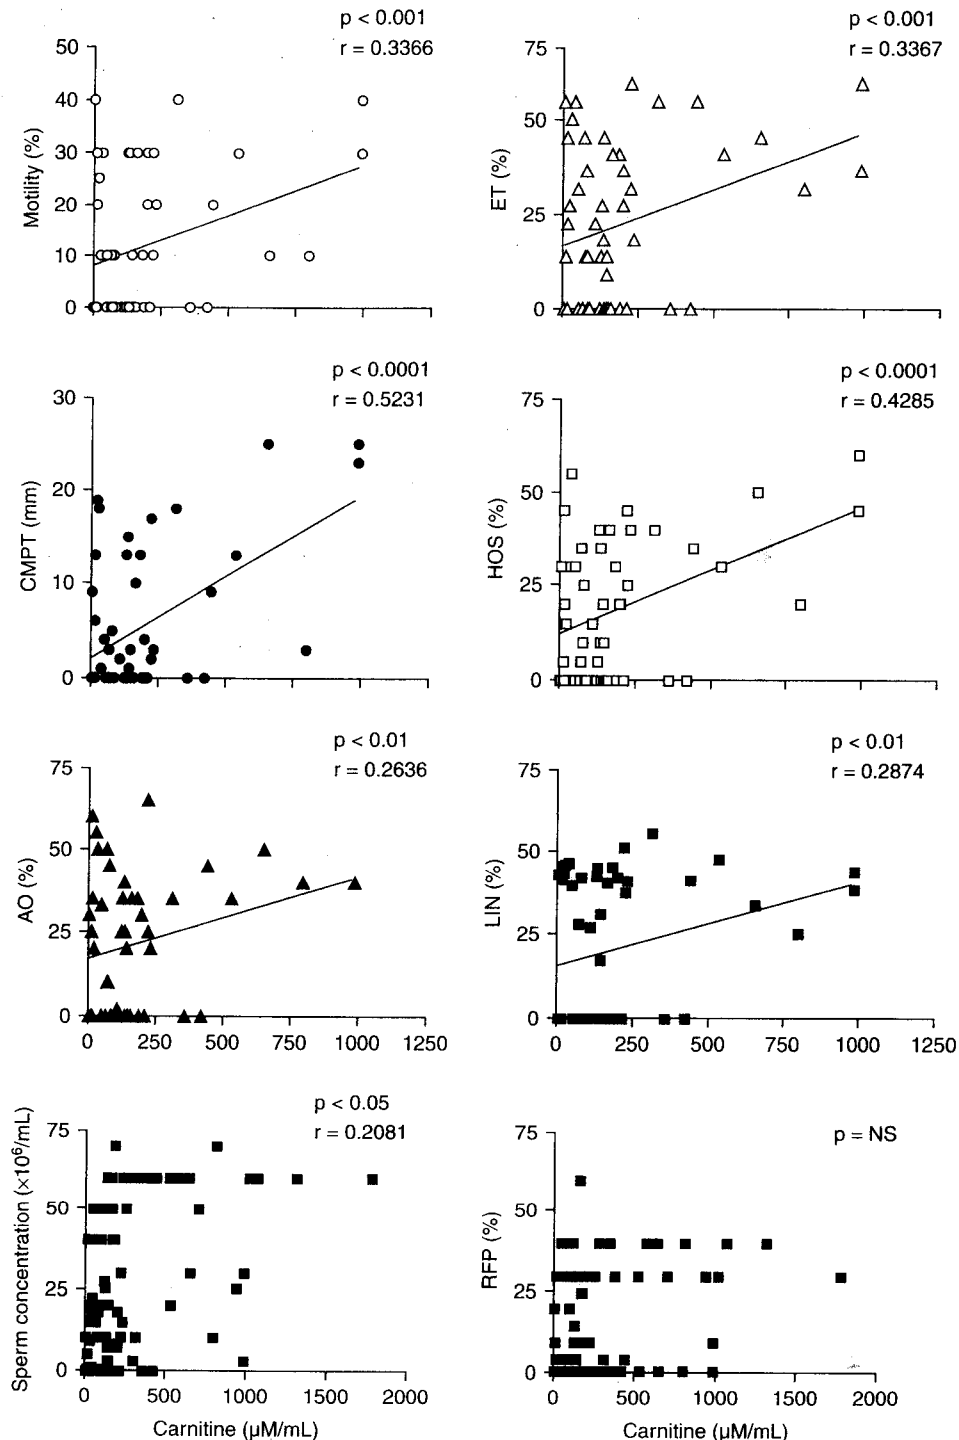 p < 0.001
r = 0.3366
50
40
30
20
10
0
Motility (%)
p < 0.001
r = 0.3367
75
50
25
0
ET (%)
p < 0.0001
r = 0.5231
30
20
10
0
CMPT (mm)
p < 0.0001
r = 0.4285
75
50
25
0
HOS (%)
p < 0.01
r = 0.2636
75
50
25
0
AO (%)
0 250 500 750 1000 1250
p < 0.01
r = 0.2874
75
50
25
0
LIN (%)
0 250 500 750 1000 1250
p < 0.05
r = 0.2081
75
50
25
0
Sperm concentration (×10⁶/mL)
0 500 1000 1500 2000
Carnitine (µM/mL)
p = NS
75
50
25
0
RFP (%)
0 500 1000 1500 2000
Carnitine (µM/mL)